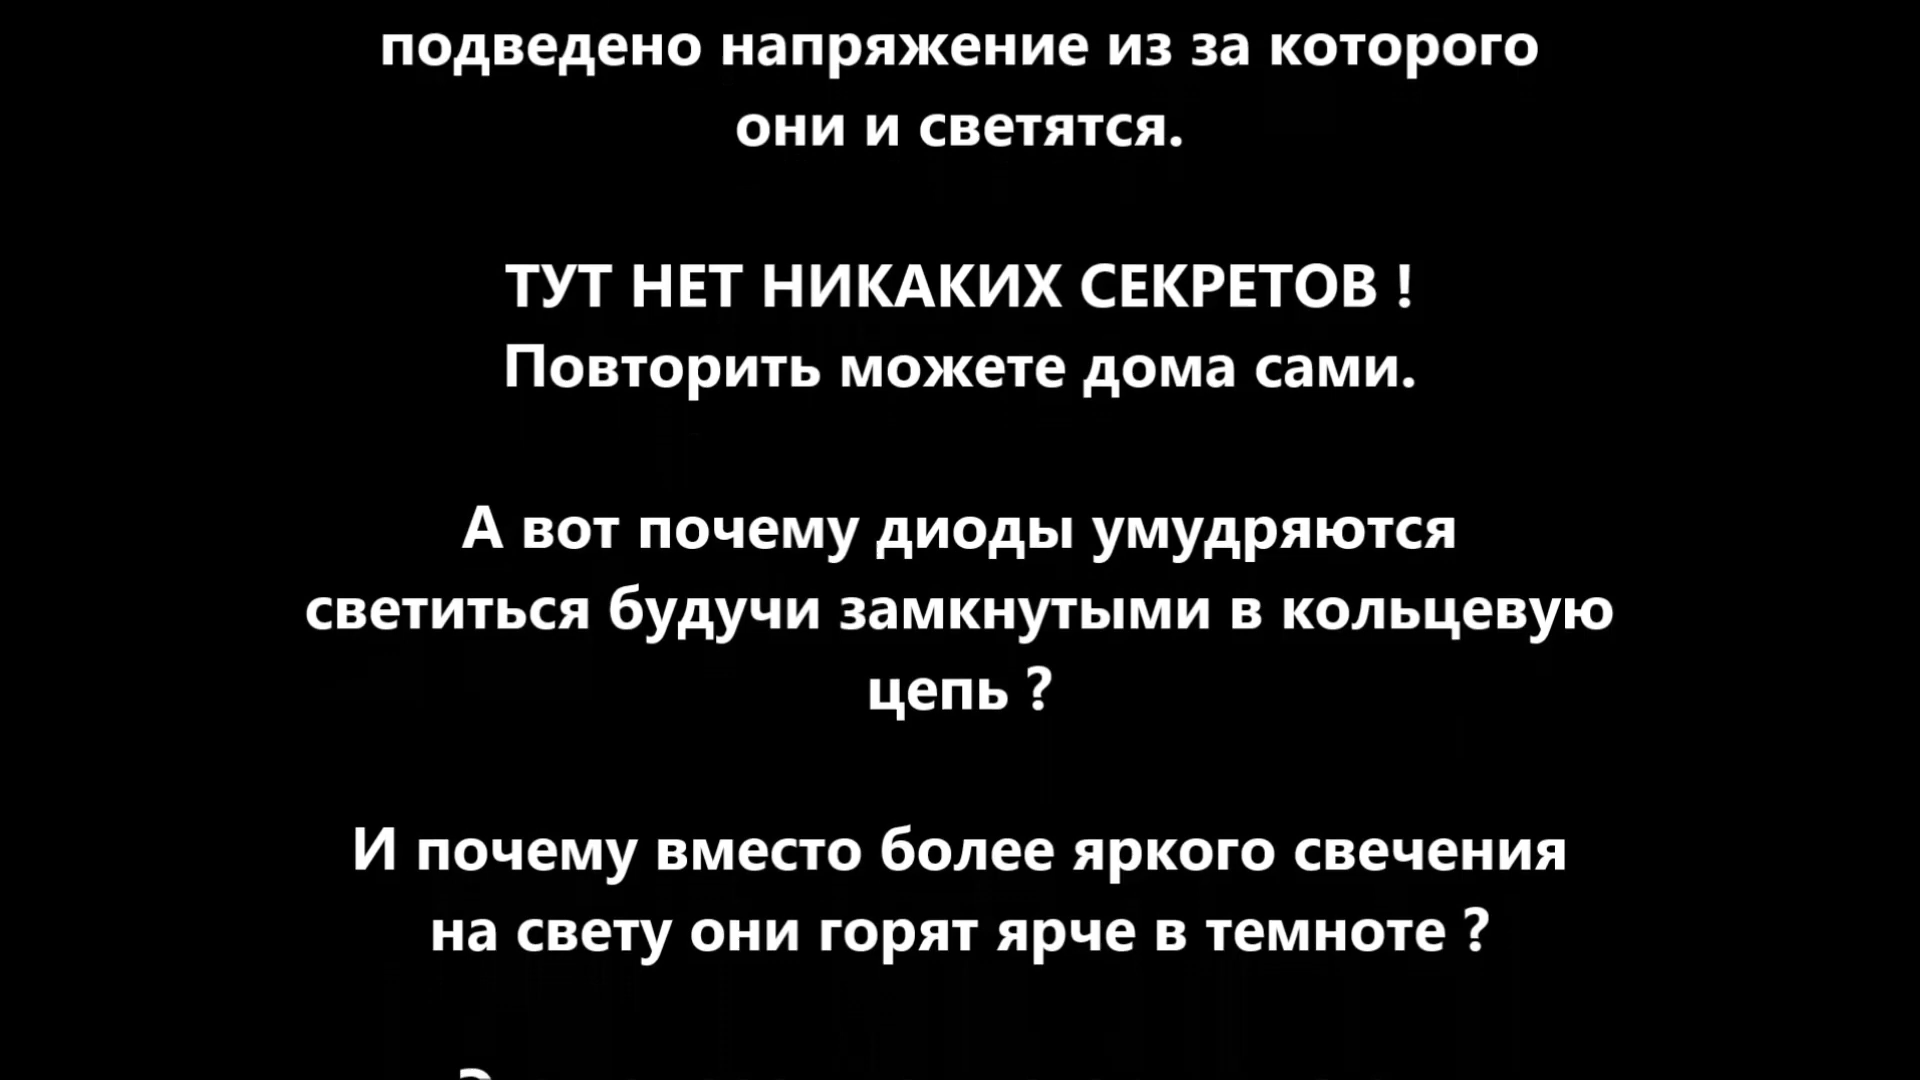 подведено напряжение из за которого
они и светятся.
ТУТ НЕТ НИКАКИХ СЕКРЕТОВ !
Повторить можете дома сами.
А вот почему диоды умудряются
светиться будучи замкнутыми в кольцевую
цепь ?
И почему вместо более яркого свечения
на свету они горят ярче в темноте ?